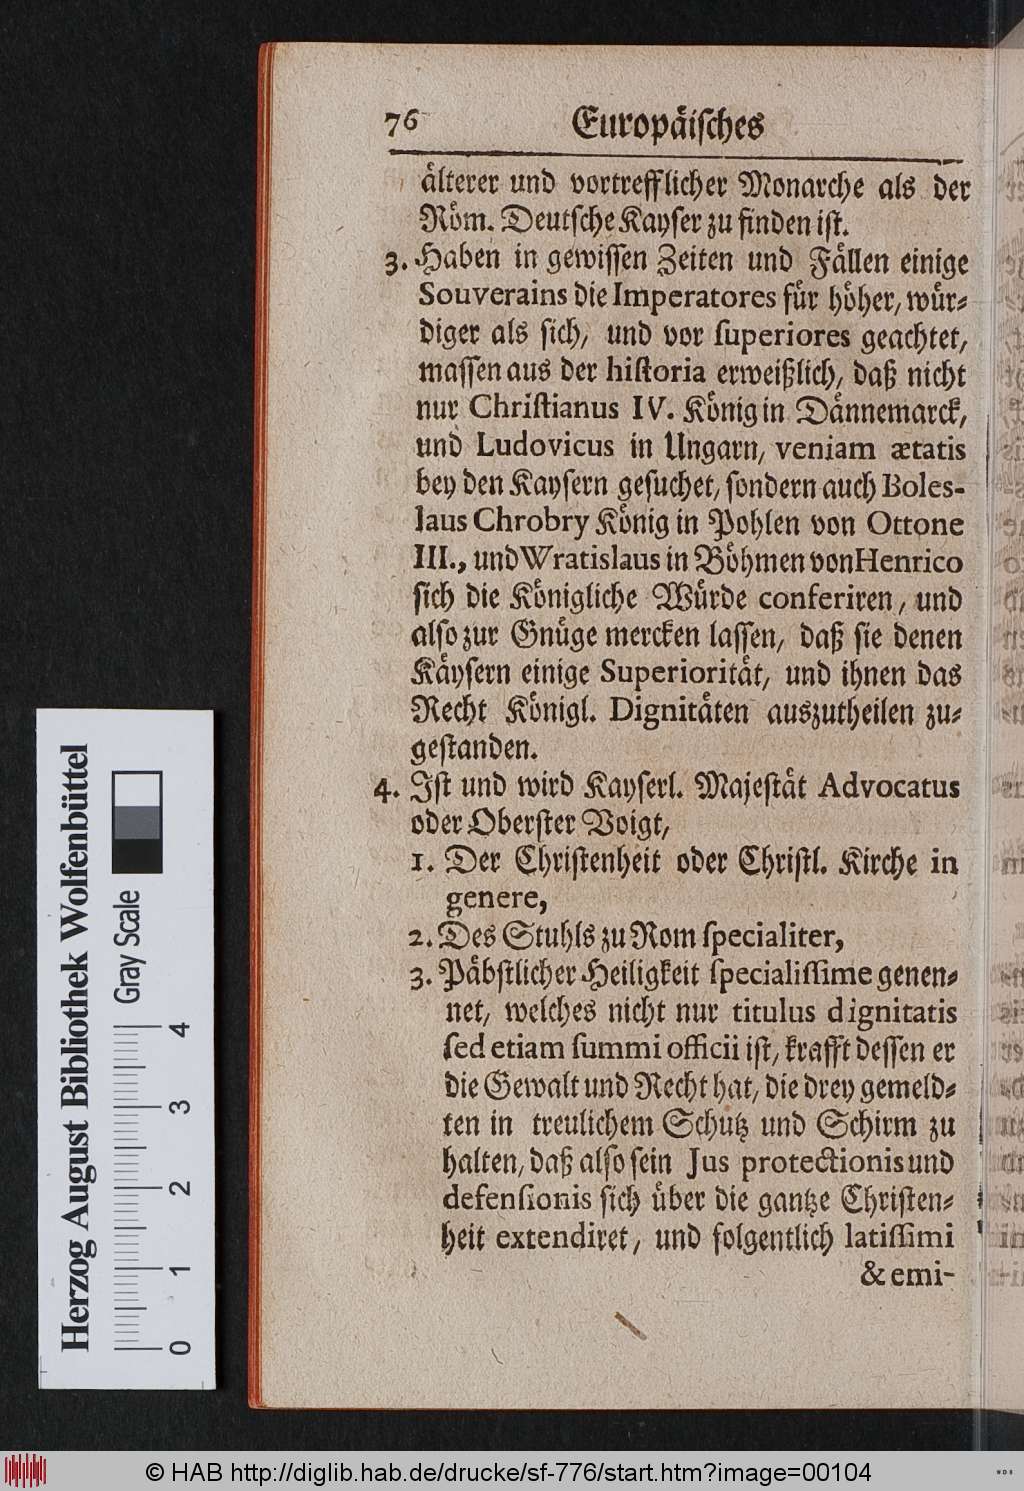 76 Europäisches
älterer und vortrefflicher Monarche als der
Röm. Deutsche Kayser zu finden ist.
3. Haben in gewissen Zeiten und Fällen einige
Souverains die Imperatores für höher, wür-
diger als sich, und vor superiores geachtet,
massen aus der historia erweißlich, daß nicht
nur Christianus IV. König in Dännemarck,
und Ludovicus in Ungarn, veniam ætatis
bey den Kaysern gesuchet, sondern auch Boles-
laus Chrobry König in Pohlen von Ottone
III., und Wratislaus in Böhmen von Henrico
sich die Königliche Würde conferiren, und
also zur Gnüge mercken lassen, daß sie denen
Käysern einige Superiorität, und ihnen das
Recht Königl. Dignitäten auszutheilen zu-
gestanden.
4. Ist und wird Kayserl. Majestät Advocatus
oder Oberster Voigt,
1. Der Christenheit oder Christl. Kirche in
genere,
2. Des Stuhls zu Rom specialiter,
3. Päbstlicher Heiligkeit specialissime genen-
net, welches nicht nur titulus dignitatis
sed etiam summi officii ist, krafft dessen er
die Gewalt und Recht hat, die drey gemeld-
ten in treulichem Schutz und Schirm zu
halten, daß also sein Jus protectionis und
defensionis sich über die gantze Christen-
heit extendiret, und folgentlich latissimi
& emi-
Herzog August Bibliothek Wolfenbüttel
Gray Scale
0 1 2 3 4
© HAB http://diglib.hab.de/drucke/sf-776/start.htm?image=00104